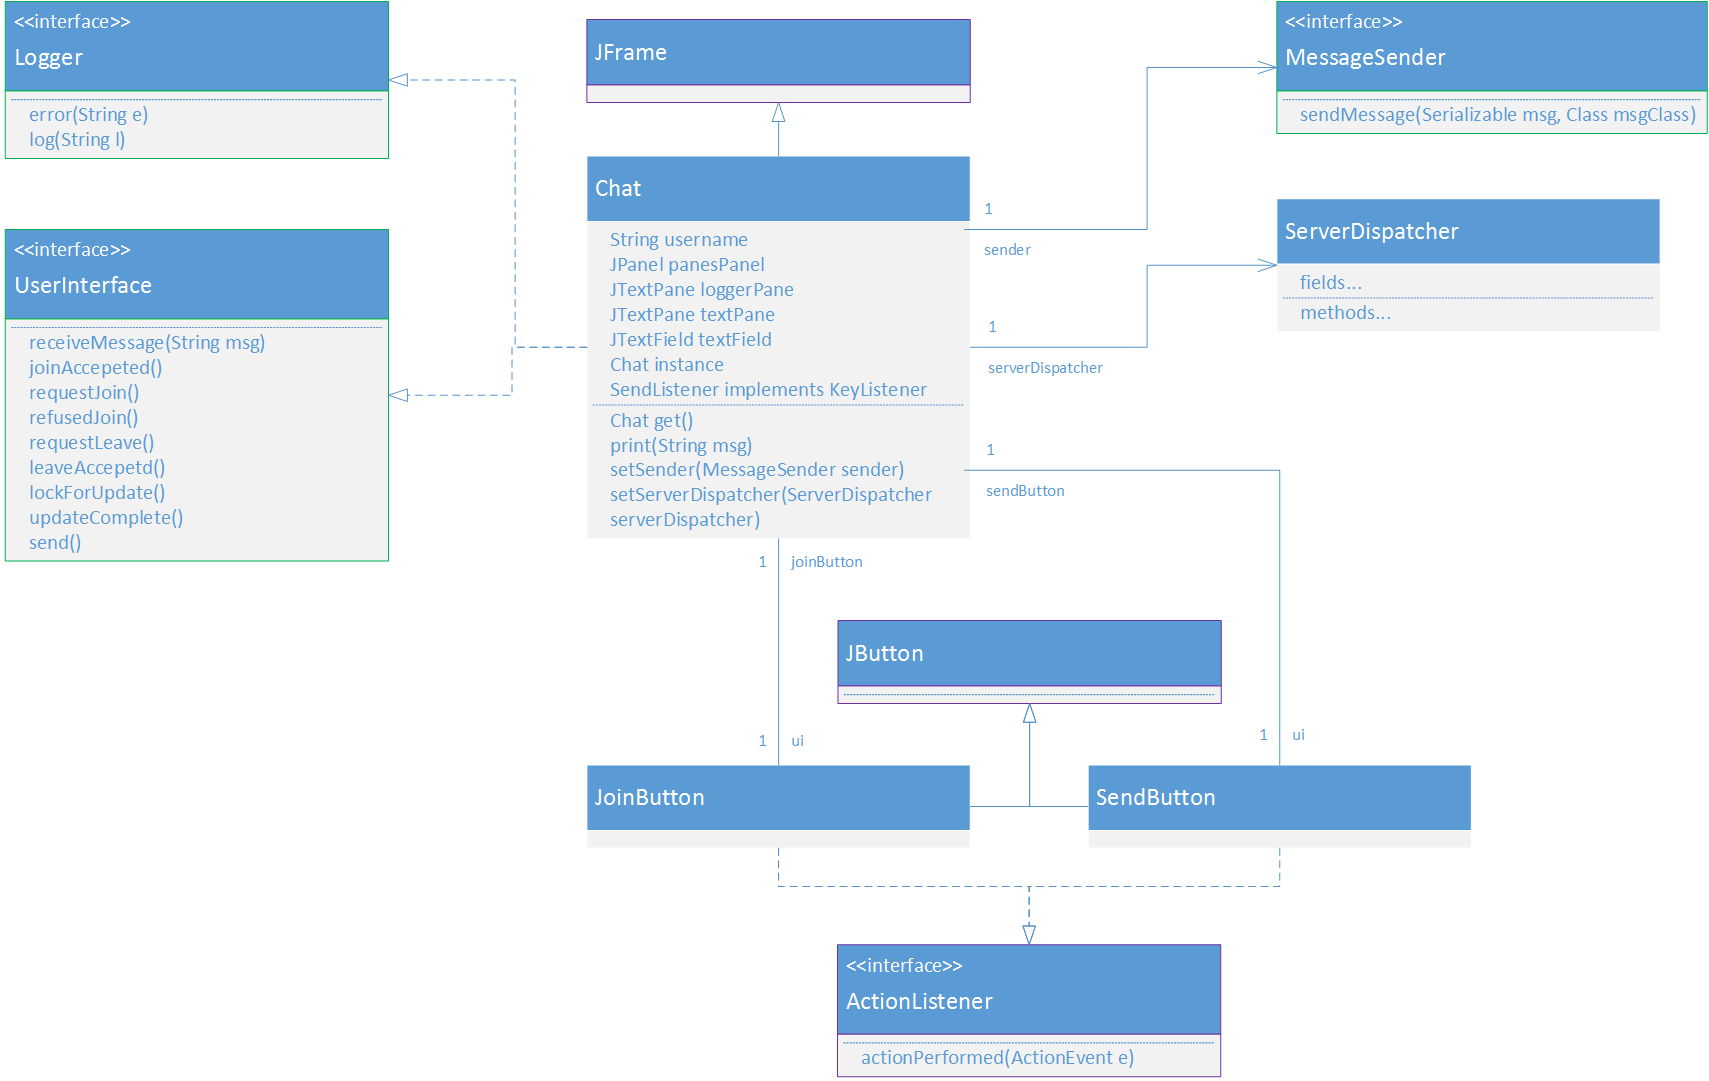 <<interface>>
Logger
error(String e)
log(String l)
<<interface>>
UserInterface
receiveMessage(String msg)
joinAccepeted()
requestJoin()
refusedJoin()
requestLeave()
leaveAccepetd()
lockForUpdate()
updateComplete()
send()
JFrame
Chat
String username
JPanel panesPanel
JTextPane loggerPane
JTextPane textPane
JTextField textField
Chat instance
SendListener implements KeyListener
Chat get()
print(String msg)
setSender(MessageSender sender)
setServerDispatcher(ServerDispatcher
serverDispatcher)
<<interface>>
MessageSender
sendMessage(Serializable msg, Class msgClass)
1
sender
ServerDispatcher
fields...
methods...
1
serverDispatcher
1
sendButton
1
joinButton
JButton
1
ui
1
ui
JoinButton
SendButton
<<interface>>
ActionListener
actionPerformed(ActionEvent e)